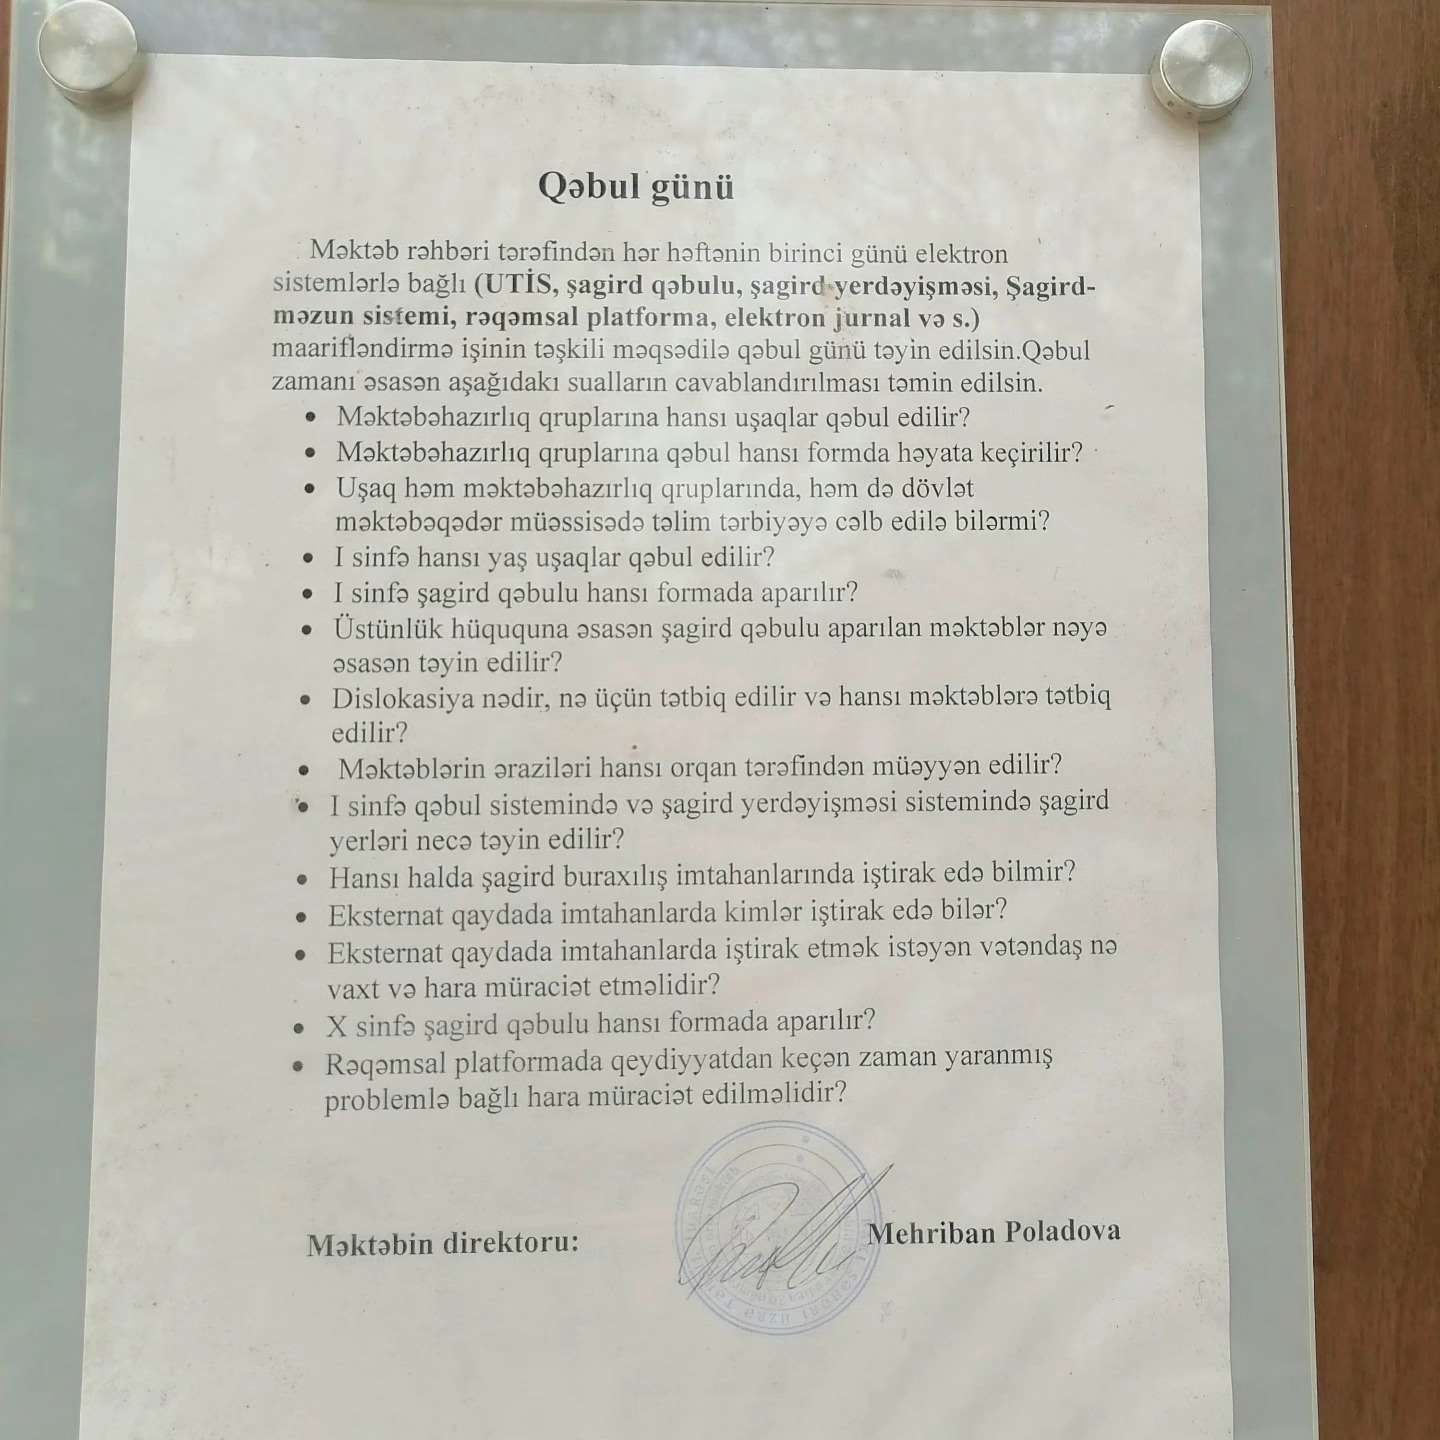 Qəbul günü
Məktəb rəhbəri tərəfindən hər həftənin birinci günü elektron
sistemlərlə bağlı (UTİS, şagird qəbulu, şagird yerdəyişməsi, Şagird-
məzun sistemi, rəqəmsal platforma, elektron jurnal və s.)
maarifləndirmə işinin təşkili məqsədilə qəbul günü təyin edilsin.Qəbul
zamanı əsasən aşağıdakı sualların cavablandırılması təmin edilsin.
• Məktəbəhazırlıq qruplarına hansı uşaqlar qəbul edilir?
• Məktəbəhazırlıq qruplarına qəbul hansı formda həyata keçirilir?
• Uşaq həm məktəbəhazırlıq qruplarında, həm də dövlət
məktəbəqədər müəssisədə təlim tərbiyəyə cəlb edilə bilərmi?
• I sinfə hansı yaş uşaqlar qəbul edilir?
• I sinfə şagird qəbulu hansı formada aparılır?
• Üstünlük hüququna əsasən şagird qəbulu aparılan məktəblər nəyə
əsasən təyin edilir?
• Dislokasiya nədir, nə üçün tətbiq edilir və hansı məktəblərə tətbiq
edilir?
• Məktəblərin əraziləri hansı orqan tərəfindən müəyyən edilir?
• I sinfə qəbul sistemində və şagird yerdəyişməsi sistemində şagird
yerləri necə təyin edilir?
• Hansı halda şagird buraxılış imtahanlarında iştirak edə bilmir?
• Eksternat qaydada imtahanlarda kimlər iştirak edə bilər?
• Eksternat qaydada imtahanlarda iştirak etmək istəyən vətəndaş nə
vaxt və hara müraciət etməlidir?
• X sinfə şagird qəbulu hansı formada aparılır?
• Rəqəmsal platformada qeydiyyatdan keçən zaman yaranmış
problemlə bağlı hara müraciət edilməlidir?
Məktəbin direktoru: Mehriban Poladova